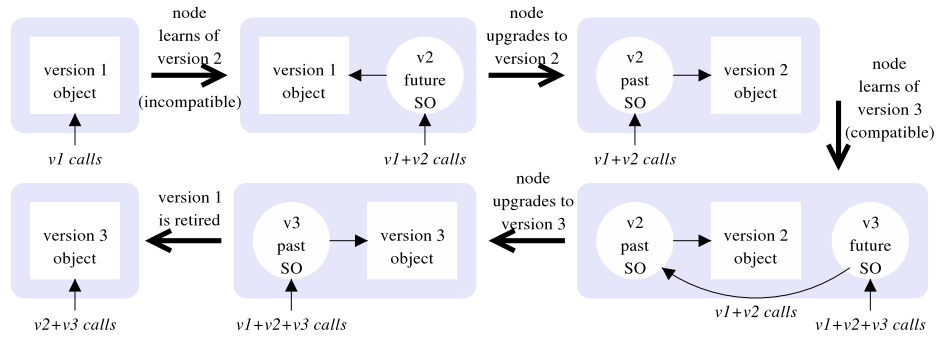 version 1
object
v1 calls
node
learns of
version 2
(incompatible)
version 1
object
v2
future
SO
v1+v2 calls
node
upgrades to
version 2
v2
past
SO
version 2
object
v1+v2 calls
node
learns of
version 3
(compatible)
v2
past
SO
version 2
object
v3
future
SO
v1+v2 calls
v1+v2+v3 calls
node
upgrades to
version 3
v3
past
SO
version 3
object
v1+v2+v3 calls
version 1
is retired
version 3
object
v2+v3 calls